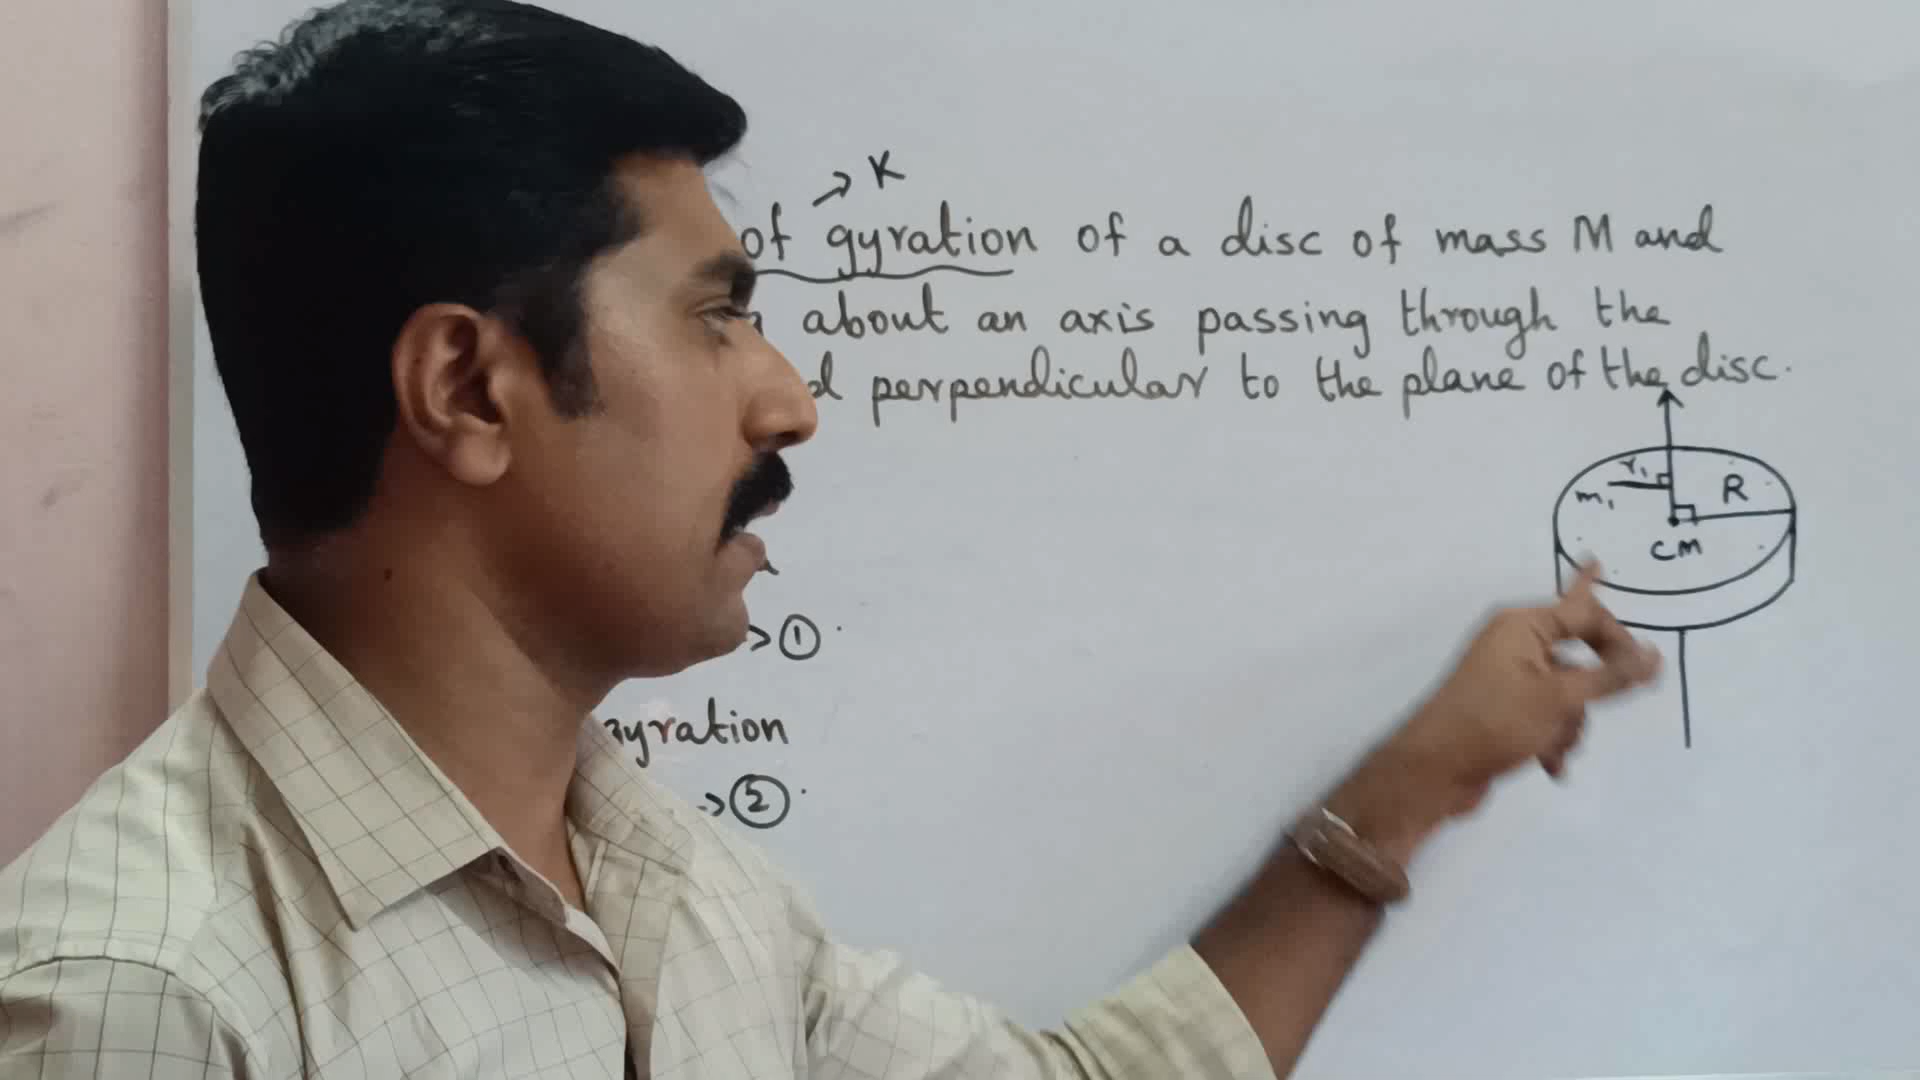 → K
of gyration of a disc of mass M and
about an axis passing through the
perpendicular to the plane of the disc.
r₁
m₁
R
CM
> ①
gyration
→ ②